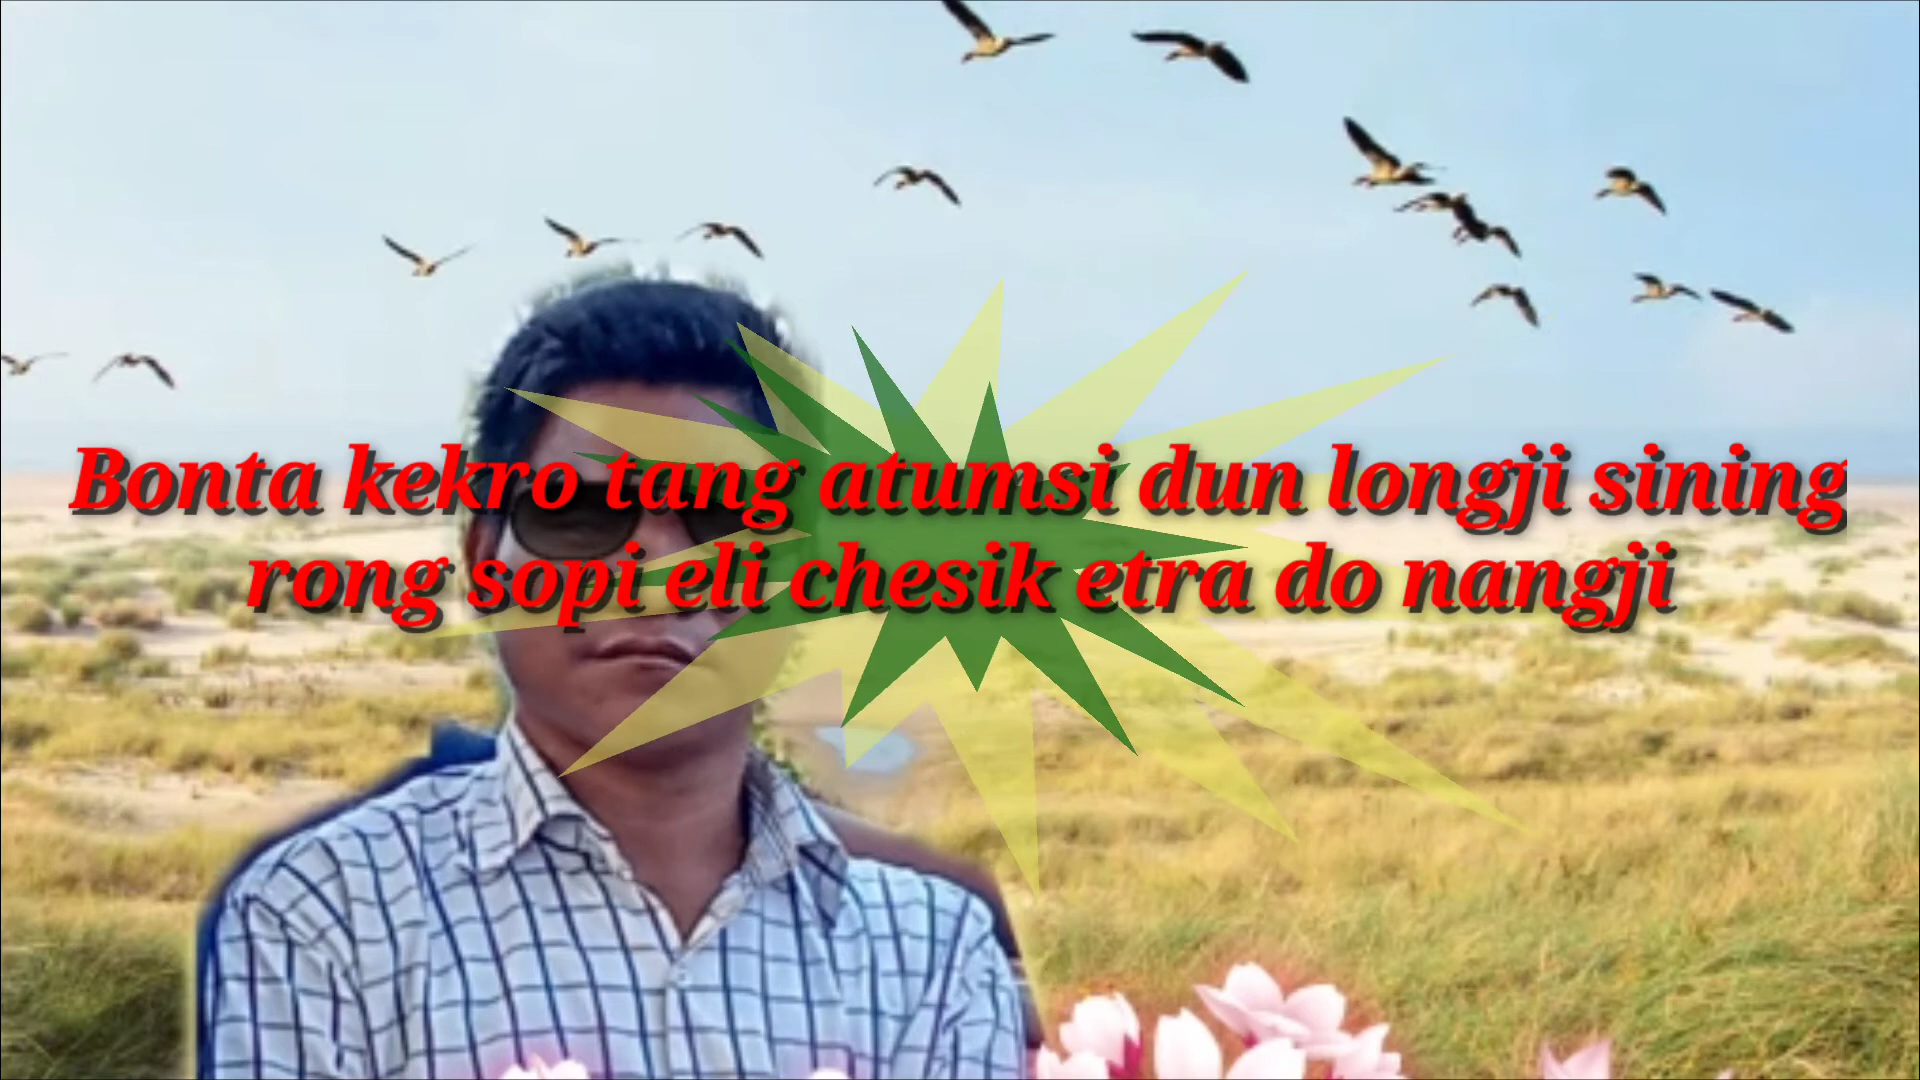 Bonta kekro tang atumsi dun longji sining
rong sopi eli chesik etra do nangji